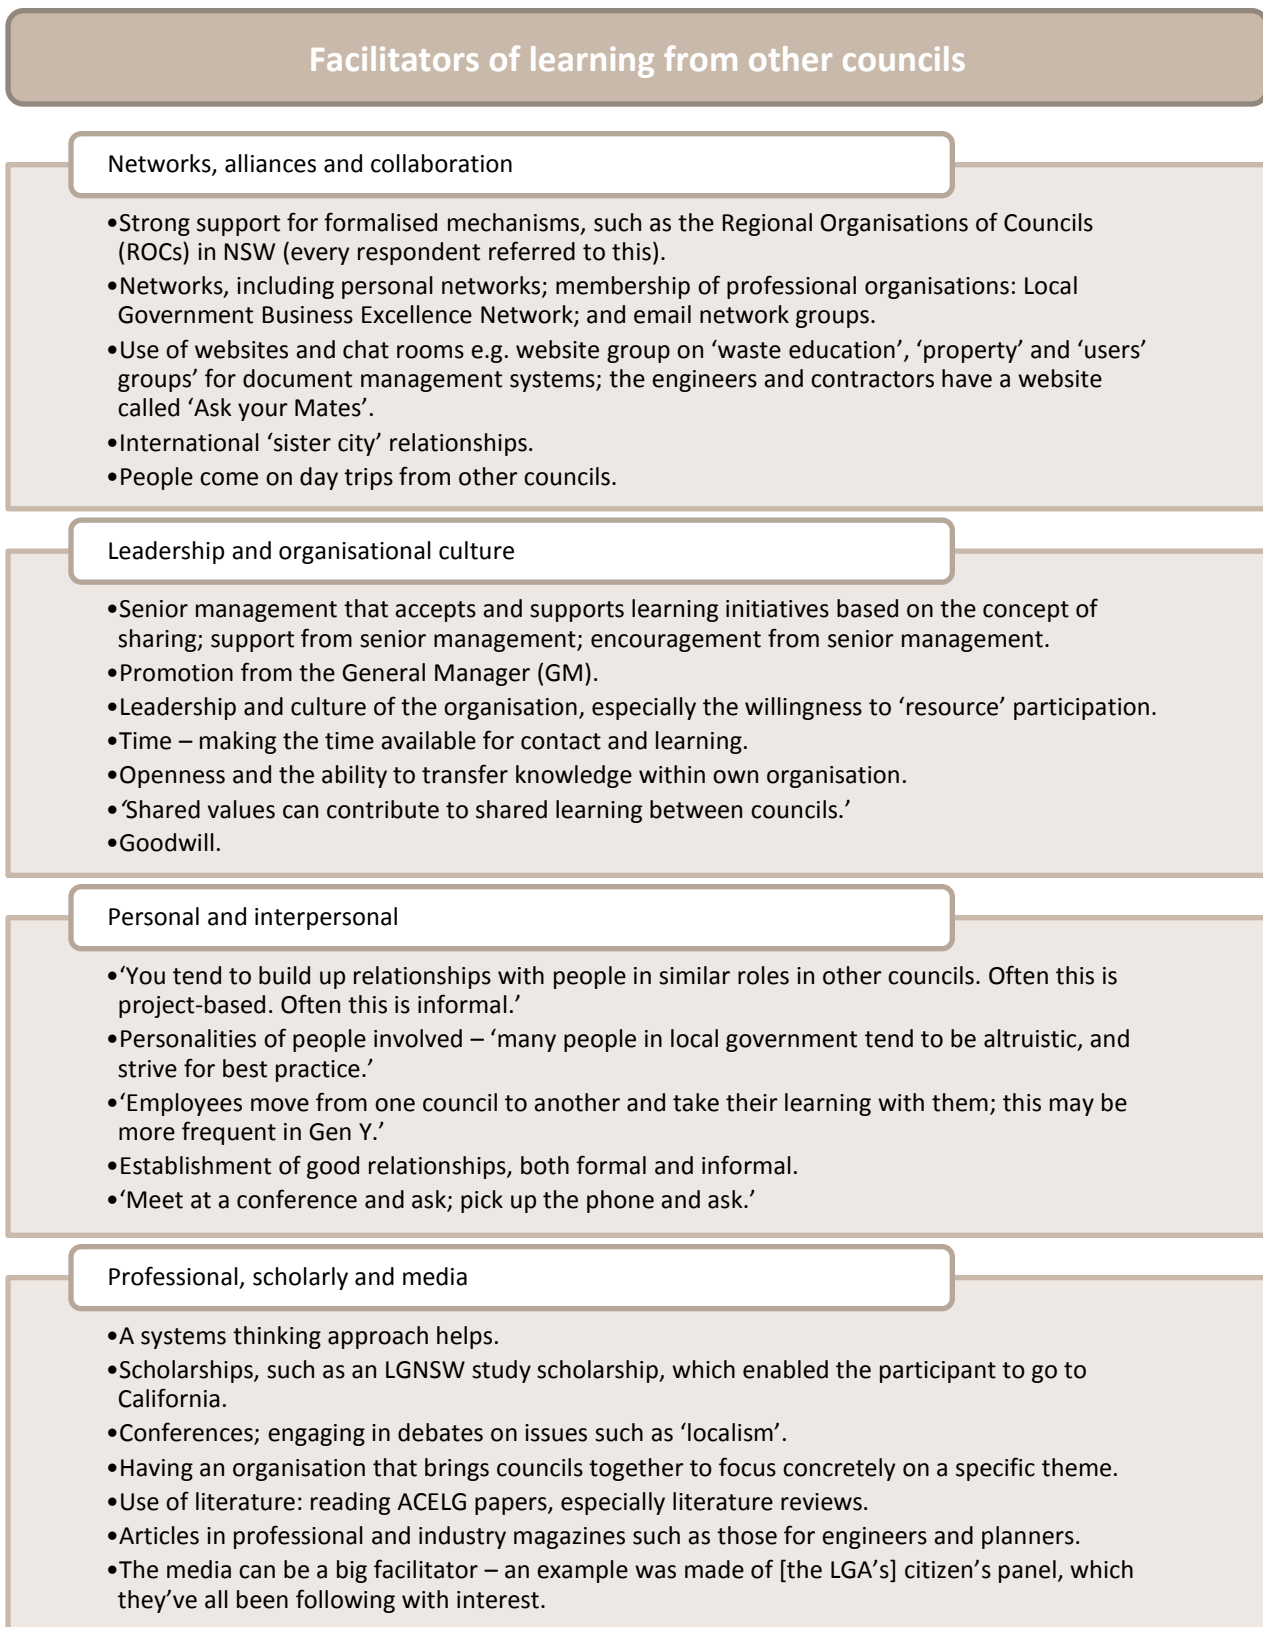 Facilitators of learning from other councils
Networks, alliances and collaboration
•Strong support for formalised mechanisms, such as the Regional Organisations of Councils
(ROCs) in NSW (every respondent referred to this).
•Networks, including personal networks; membership of professional organisations: Local
Government Business Excellence Network; and email network groups.
•Use of websites and chat rooms e.g. website group on ‘waste education’, ‘property’ and ‘users’
groups’ for document management systems; the engineers and contractors have a website
called ‘Ask your Mates’.
•International ‘sister city’ relationships.
•People come on day trips from other councils.
Leadership and organisational culture
•Senior management that accepts and supports learning initiatives based on the concept of
sharing; support from senior management; encouragement from senior management.
•Promotion from the General Manager (GM).
•Leadership and culture of the organisation, especially the willingness to ‘resource’ participation.
•Time – making the time available for contact and learning.
•Openness and the ability to transfer knowledge within own organisation.
•‘Shared values can contribute to shared learning between councils.’
•Goodwill.
Personal and interpersonal
•‘You tend to build up relationships with people in similar roles in other councils. Often this is
project-based. Often this is informal.’
•Personalities of people involved – ‘many people in local government tend to be altruistic, and
strive for best practice.’
•‘Employees move from one council to another and take their learning with them; this may be
more frequent in Gen Y.’
•Establishment of good relationships, both formal and informal.
•‘Meet at a conference and ask; pick up the phone and ask.’
Professional, scholarly and media
•A systems thinking approach helps.
•Scholarships, such as an LGNSW study scholarship, which enabled the participant to go to
California.
•Conferences; engaging in debates on issues such as ‘localism’.
•Having an organisation that brings councils together to focus concretely on a specific theme.
•Use of literature: reading ACELG papers, especially literature reviews.
•Articles in professional and industry magazines such as those for engineers and planners.
•The media can be a big facilitator – an example was made of [the LGA’s] citizen’s panel, which
they’ve all been following with interest.